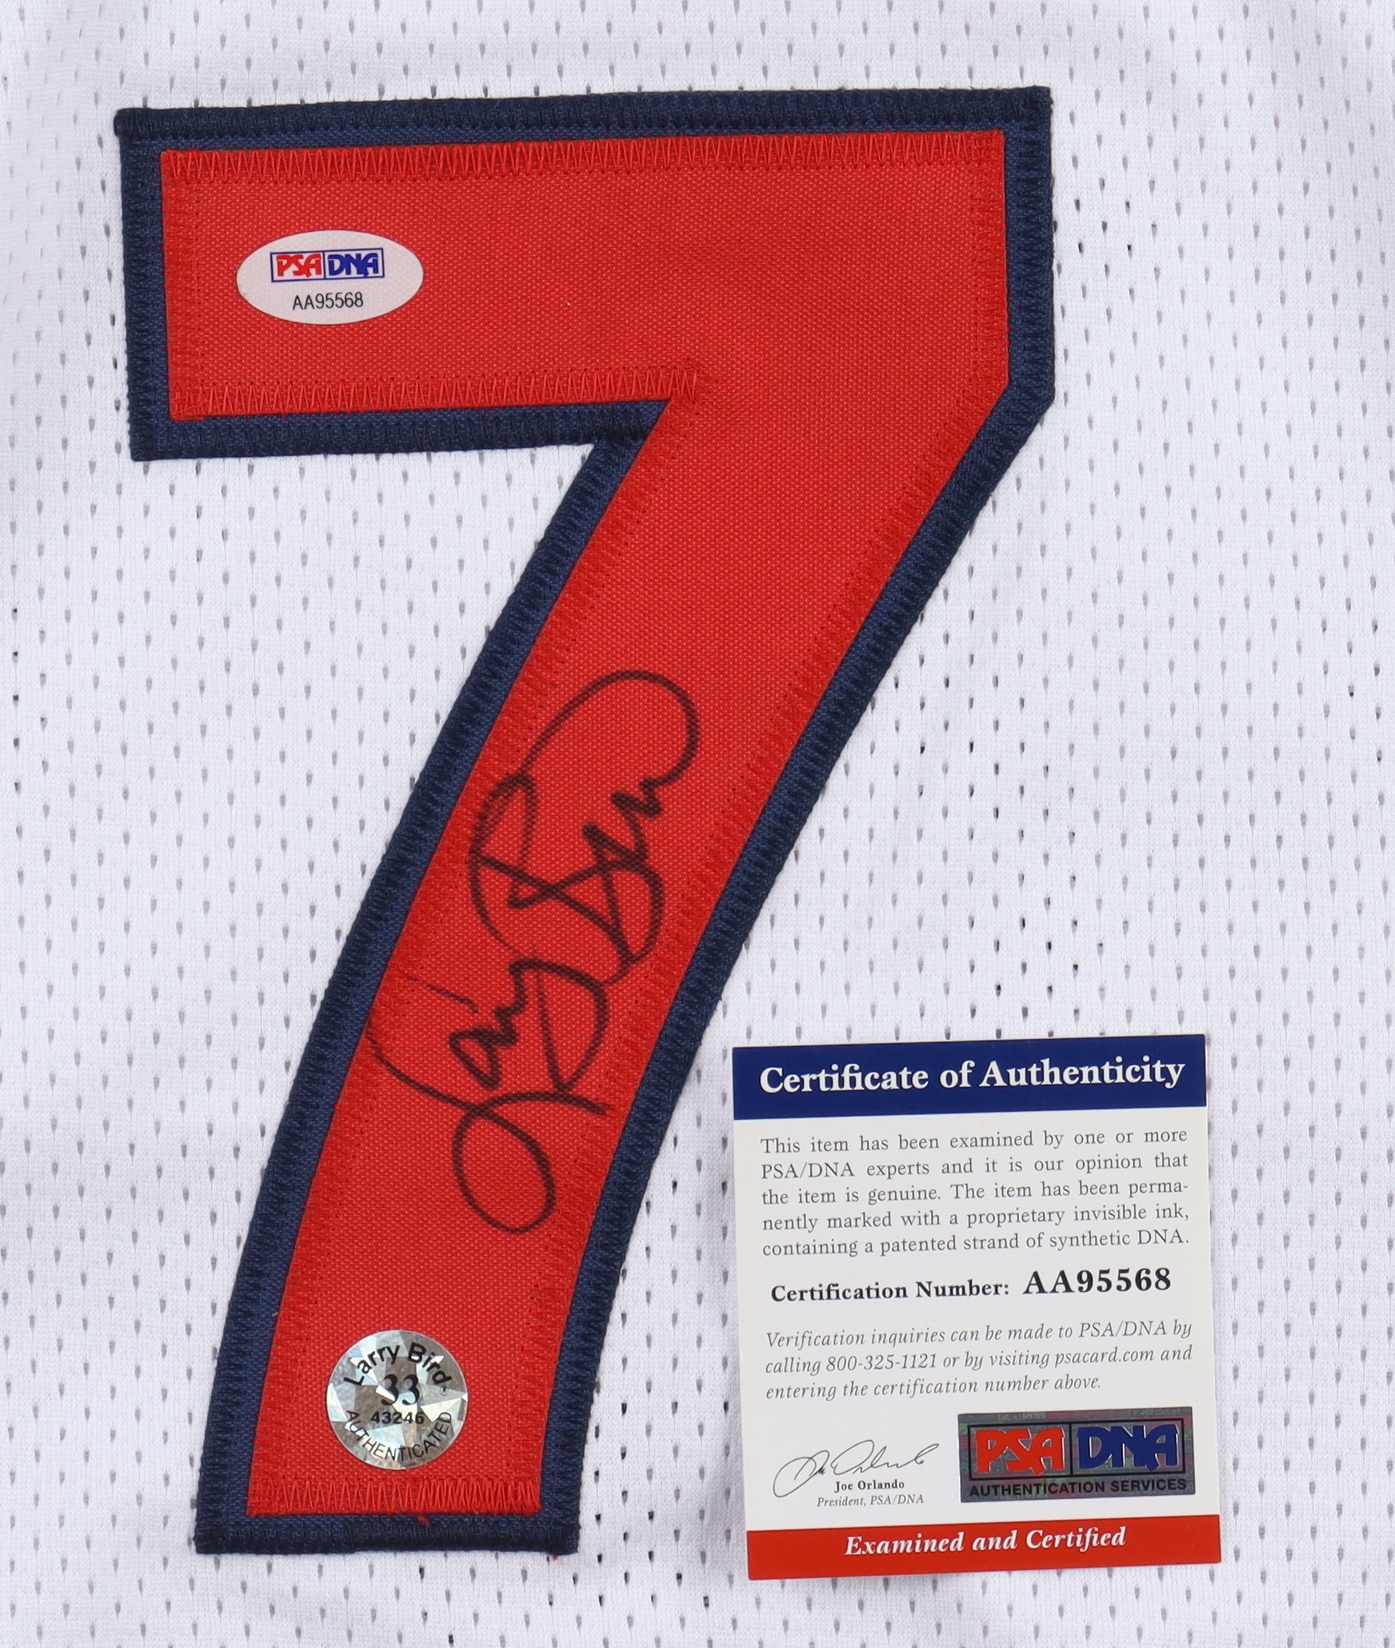 7
PSA DNA
AA95568
Larry Bird
Larry Bird
33
43246
AUTHENTICATED
Certificate of Authenticity
This item has been examined by one or more
PSA/DNA experts and it is our opinion that
the item is genuine. The item has been perma-
nently marked with a proprietary invisible ink,
containing a patented strand of synthetic DNA.
Certification Number: AA95568
Verification inquiries can be made to PSA/DNA by
calling 800-325-1121 or by visiting psacard.com and
entering the certification number above.
Joe Orlando
President, PSA/DNA
PSA DNA
AUTHENTICATION SERVICES
Examined and Certified